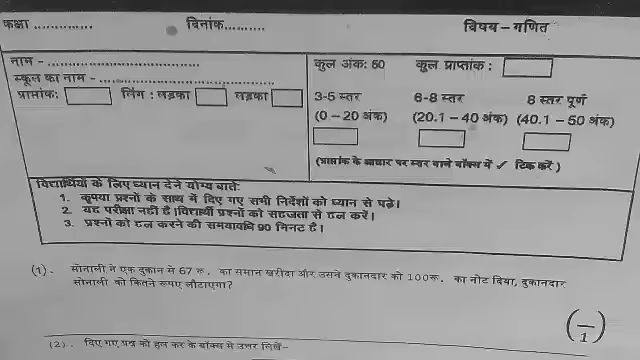 कक्षा .............. दिनांक........... विषय – गणित
नाम - ......................................
स्कूल का नाम - ............................................
प्राप्तांक: लिंग : लड़का लड़का
कुल अंक: 50 कुल प्राप्तांक :
3-5 स्तर 6-8 स्तर 8 स्तर पूर्ण
(0 – 20 अंक) (20.1 – 40 अंक) (40.1 – 50 अंक)
(प्राप्तांक के आधार पर स्तर वाले बॉक्स में ✓ टिक करें )
विद्यार्थियों के लिए ध्यान देने योग्य बातें:
1. कृपया प्रश्नों के साथ में दिए गए सभी निर्देशों को ध्यान से पढ़े।
2. यह परीक्षा नहीं है।विद्यार्थी प्रश्नों को सहजता से हल करें।
3. प्रश्नों को हल करने की समयावधि 90 मिनट है।
(1). सोनाली ने एक दुकान से 67 रू. का समान खरीदा और उसने दुकानदार को 100रू. का नोट दिया, दुकानदार
सोनाली को कितने रूपए लौटाएगा?
(/1)
(2). दिए गए प्रश्न को हल कर के बॉक्स में उत्तर लिखें–